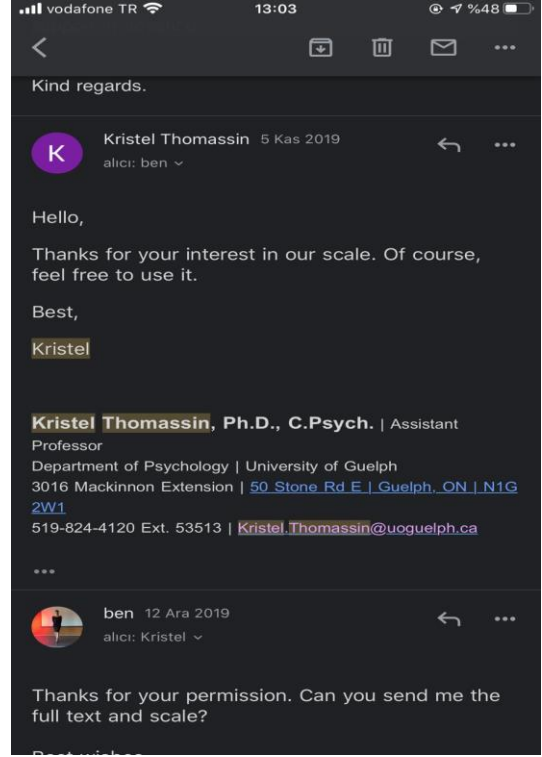 vodafone TR 13:03 %48
Kind regards.
K
Kristel Thomassin 5 Kas 2019
alıcı: ben
Hello,
Thanks for your interest in our scale. Of course,
feel free to use it.
Best,
Kristel
Kristel Thomassin, Ph.D., C.Psych. | Assistant
Professor
Department of Psychology | University of Guelph
3016 Mackinnon Extension | 50 Stone Rd E | Guelph, ON | N1G
2W1
519-824-4120 Ext. 53513 | Kristel.Thomassin@uoguelph.ca
ben 12 Ara 2019
alıcı: Kristel
Thanks for your permission. Can you send me the
full text and scale?
Best wishes